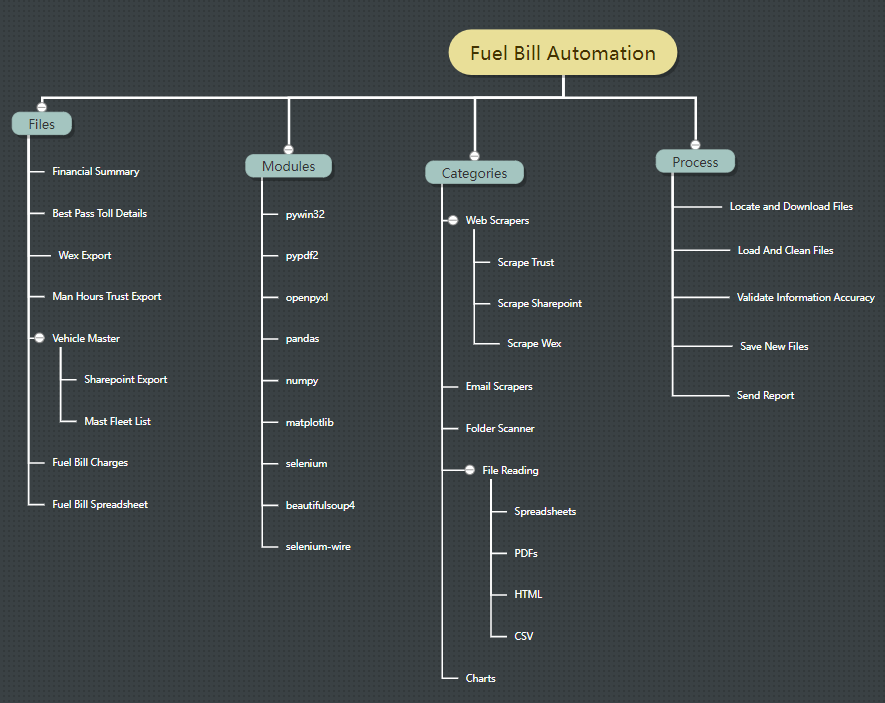 Fuel Bill Automation
Files
Financial Summary
Best Pass Toll Details
Wex Export
Man Hours Trust Export
Vehicle Master
Sharepoint Export
Mast Fleet List
Fuel Bill Charges
Fuel Bill Spreadsheet
Modules
pywin32
pypdf2
openpyxl
pandas
numpy
matplotlib
selenium
beautifulsoup4
selenium-wire
Categories
Web Scrapers
Scrape Trust
Scrape Sharepoint
Scrape Wex
Email Scrapers
Folder Scanner
File Reading
Spreadsheets
PDFs
HTML
CSV
Charts
Process
Locate and Download Files
Load And Clean Files
Validate Information Accuracy
Save New Files
Send Report